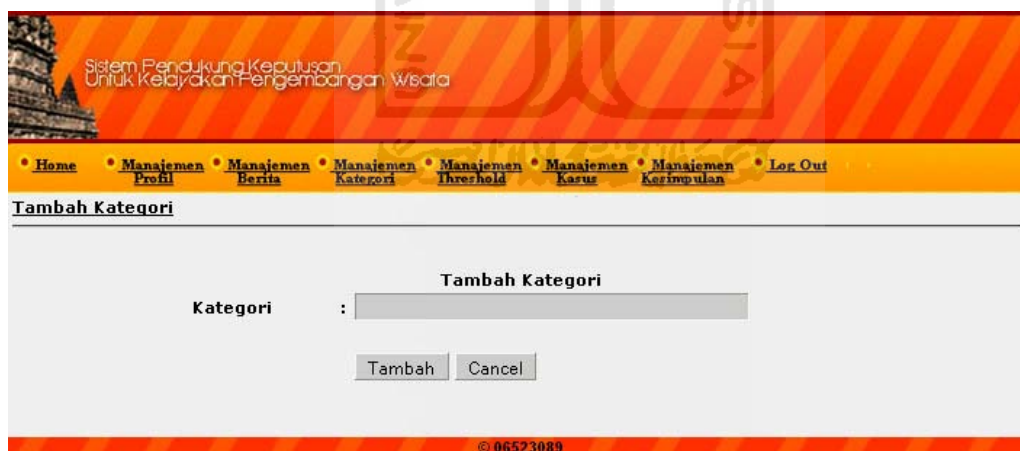 Sistem Pendukung Keputusan
Untuk Kelayakan Pengembangan Wisata
Home Manajemen Profil Manajemen Berita Manajemen Kategori Manajemen Threshold Manajemen Kasus Manajemen Kesimpulan Log Out
Tambah Kategori
Tambah Kategori
Kategori :
Tambah Cancel
© 06523089